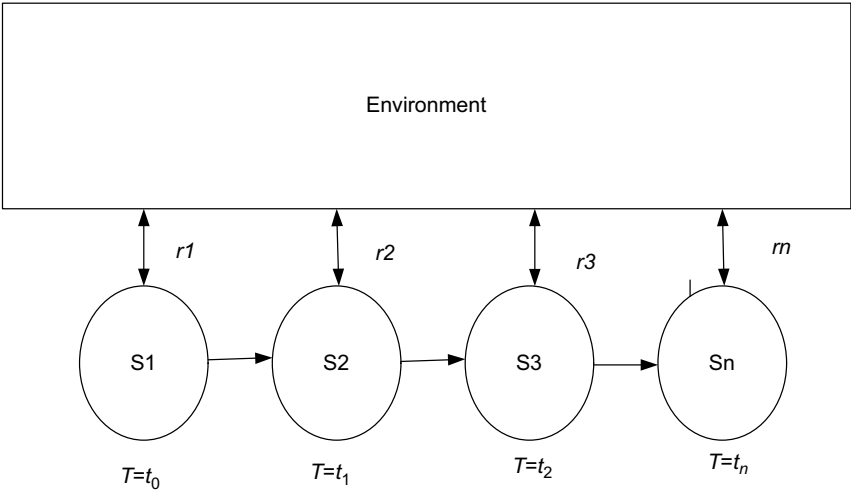 Environment
r1
r2
r3
rn
S1
S2
S3
Sn
T=t0
T=t1
T=t2
T=tn